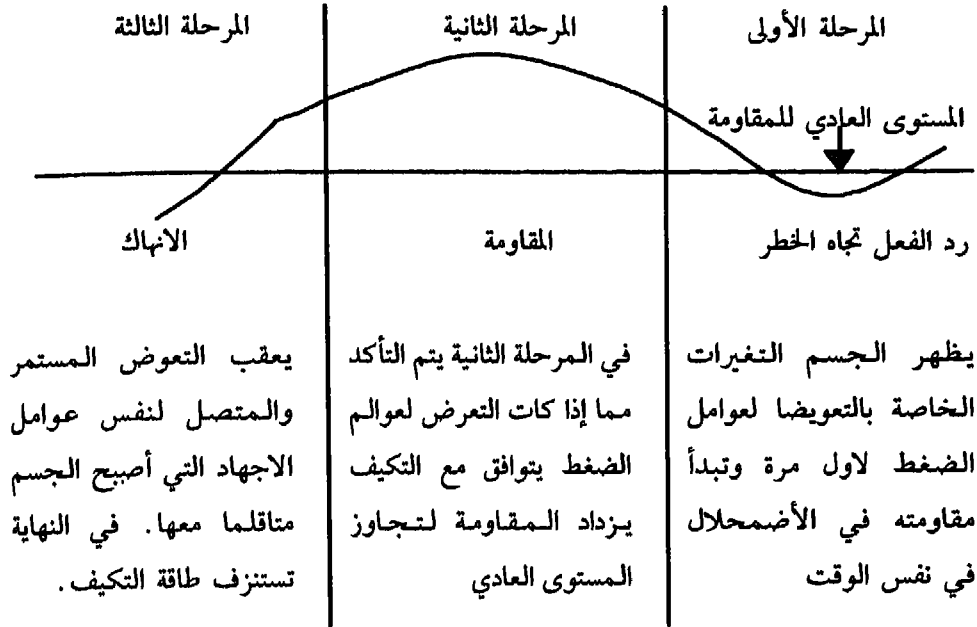 المرحلة الأولى
المرحلة الثانية
المرحلة الثالثة
المستوى العادي للمقاومة
رد الفعل تجاه الخطر
المقاومة
الانهاك
يظهر الجسم التغيرات
الخاصة بالتعويضا لعوامل
الضغط لاول مرة وتبدأ
مقاومته في الأضمحلال
في نفس الوقت
في المرحلة الثانية يتم التأكد
مما إذا كات التعرض لعوالم
الضغط يتوافق مع التكيف
يزداد المقاومة لتجاوز
المستوى العادي
يعقب التعوض المستمر
والمتصل لنفس عوامل
الاجهاد التي أصببح الجسم
متاقلما معها. في النهاية
تستنزف طاقة التكيف.